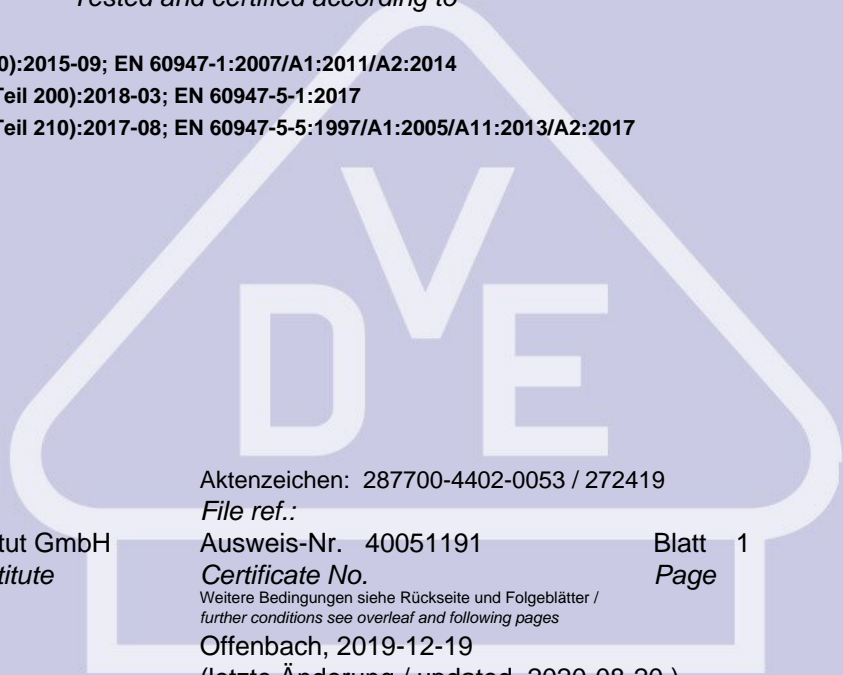 Tested and certified according to
0):2015-09; EN 60947-1:2007/A1:2011/A2:2014
Teil 200):2018-03; EN 60947-5-1:2017
Teil 210):2017-08; EN 60947-5-5:1997/A1:2005/A11:2013/A2:2017
VDE
Aktenzeichen: 287700-4402-0053 / 272419
File ref.:
tut GmbH Ausweis-Nr. 40051191 Blatt 1
titute Certificate No. Page
Weitere Bedingungen siehe Rückseite und Folgeblätter /
further conditions see overleaf and following pages
Offenbach, 2019-12-19
(letzte Änderung / updated 2020-08-20 )